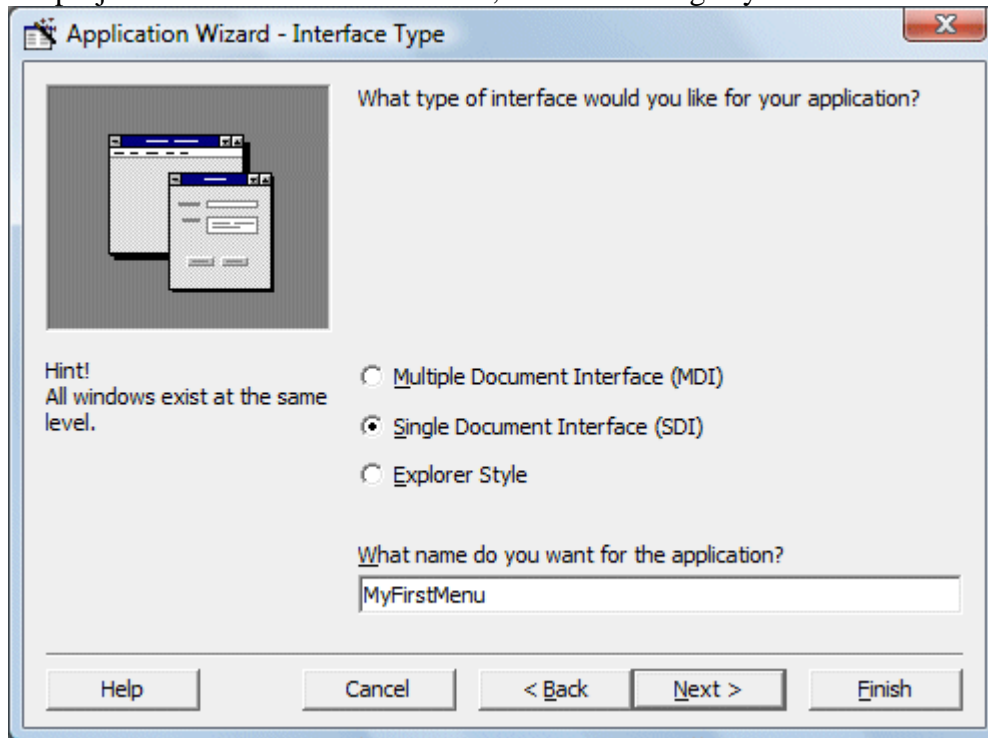 Application Wizard - Interface Type
What type of interface would you like for your application?
Hint!
All windows exist at the same
level.
Multiple Document Interface (MDI)
Single Document Interface (SDI)
Explorer Style
What name do you want for the application?
MyFirstMenu
Help
Cancel
< Back
Next >
Finish